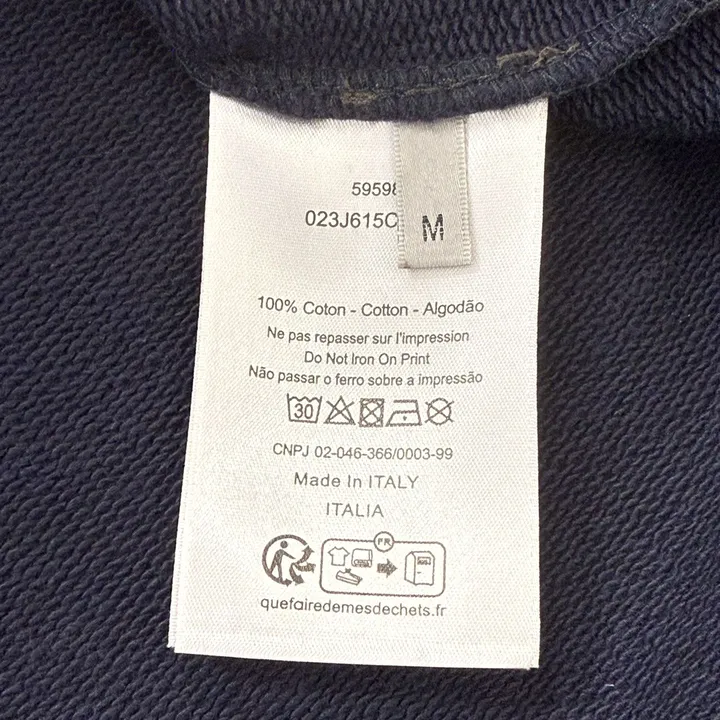 023J615C
M
100% Coton - Cotton - Algodão
Ne pas repasser sur l'impression
Do Not Iron On Print
Não passar o ferro sobre a impressão
30
CNPJ 02-046-366/0003-99
Made In ITALY
ITALIA
FR
quefairedemesdechets.fr